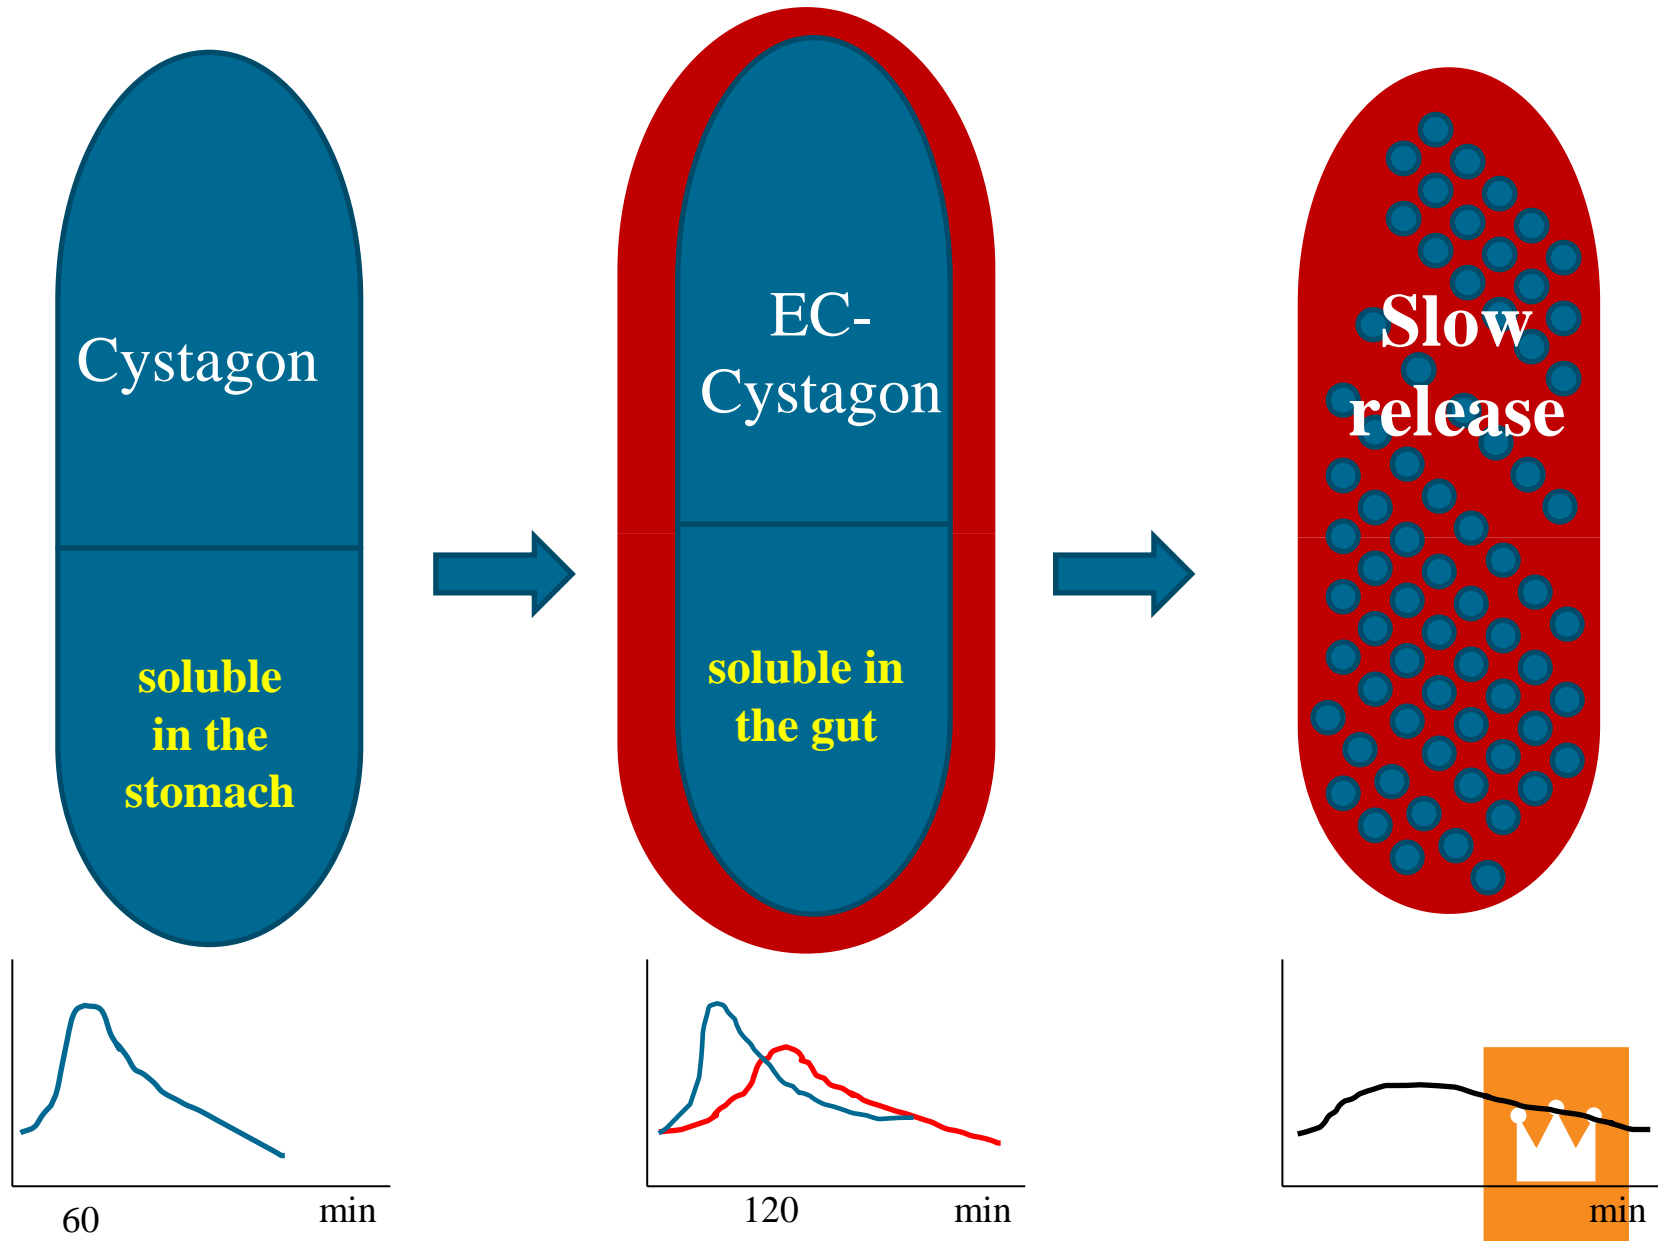 Cystagon
soluble
in the
stomach
EC-
Cystagon
soluble in
the gut
Slow
release
60
min
120
min
min